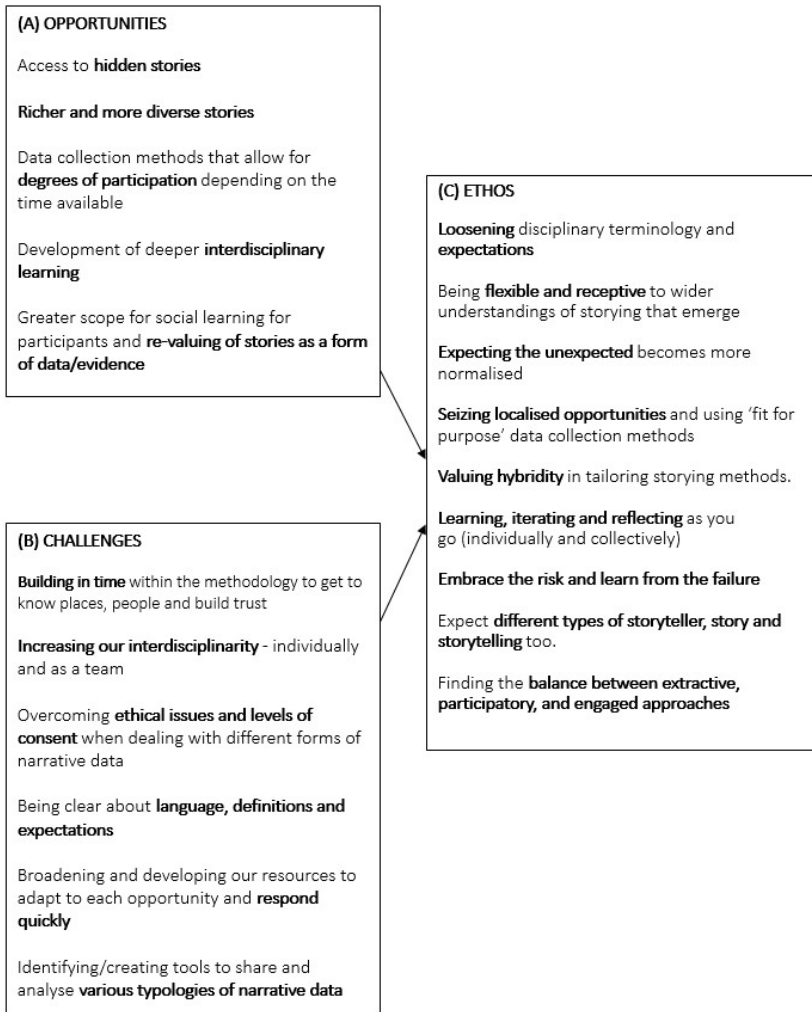 (A) OPPORTUNITIES
Access to hidden stories
Richer and more diverse stories
Data collection methods that allow for
degrees of participation depending on the
time available
Development of deeper interdisciplinary
learning
Greater scope for social learning for
participants and re-valuing of stories as a form
of data/evidence
(B) CHALLENGES
Building in time within the methodology to get to
know places, people and build trust
Increasing our interdisciplinarity - individually
and as a team
Overcoming ethical issues and levels of
consent when dealing with different forms of
narrative data
Being clear about language, definitions and
expectations
Broadening and developing our resources to
adapt to each opportunity and respond
quickly
Identifying/creating tools to share and
analyse various typologies of narrative data
(C) ETHOS
Loosening disciplinary terminology and
expectations
Being flexible and receptive to wider
understandings of storying that emerge
Expecting the unexpected becomes more
normalised
Seizing localised opportunities and using ‘fit for
purpose’ data collection methods
Valuing hybridity in tailoring storying methods.
Learning, iterating and reflecting as you
go (individually and collectively)
Embrace the risk and learn from the failure
Expect different types of storyteller, story and
storytelling too.
Finding the balance between extractive,
participatory, and engaged approaches